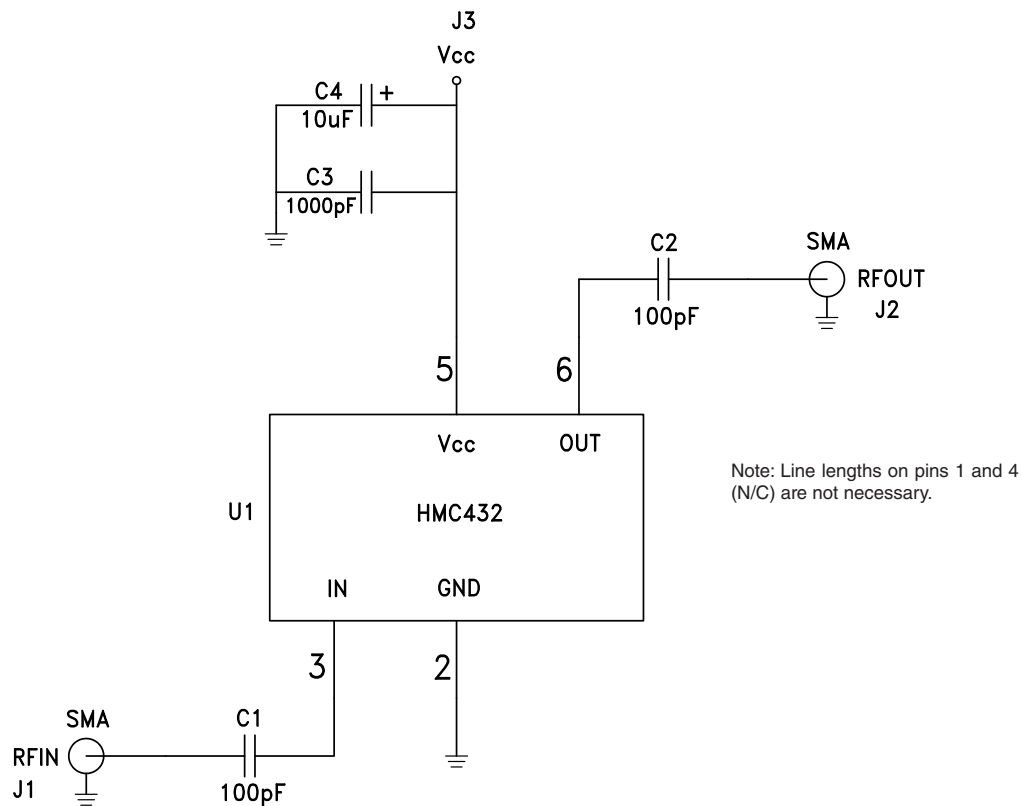 J3
Vcc
C4
+
10uF
C3
1000pF
C2
100pF
SMA
RFOUT
J2
5
6
Vcc
OUT
U1
HMC432
Note: Line lengths on pins 1 and 4
(N/C) are not necessary.
IN
GND
3
2
SMA
RFIN
J1
C1
100pF